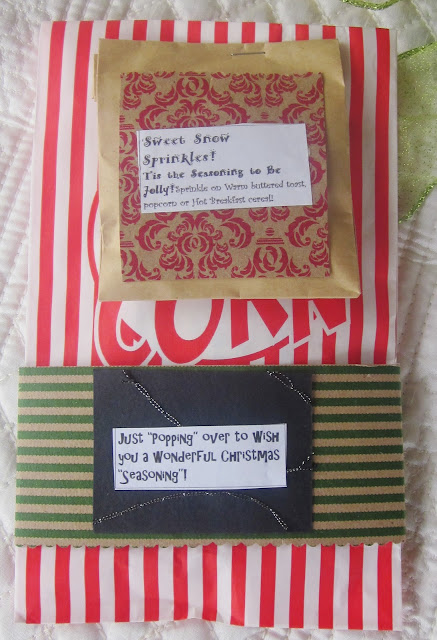 Sweet Snow
Sprinkles!
Tis the Seasoning to Be
Jolly! Sprinkle on Warm buttered toast,
popcorn or Hot Breakfast cereal!
CORN
Just "Popping" over to Wish
you a Wonderful Christmas
"Seasoning"!